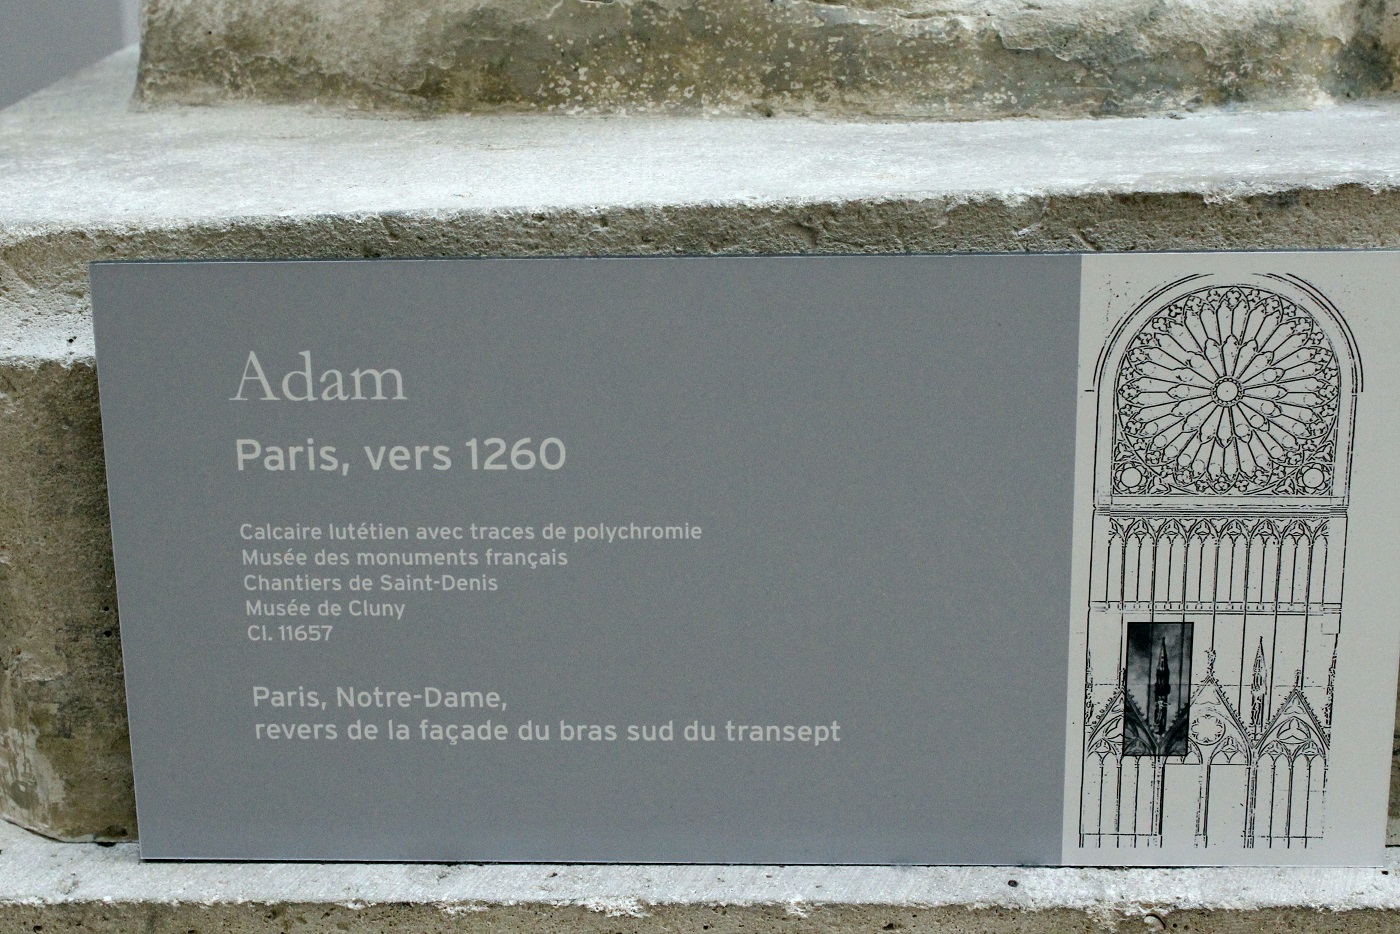 Adam
Paris, vers 1260
Calcaire lutétien avec traces de polychromie
Musée des monuments français
Chantiers de Saint-Denis
Musée de Cluny
Cl. 11657
Paris, Notre-Dame,
revers de la façade du bras sud du transept